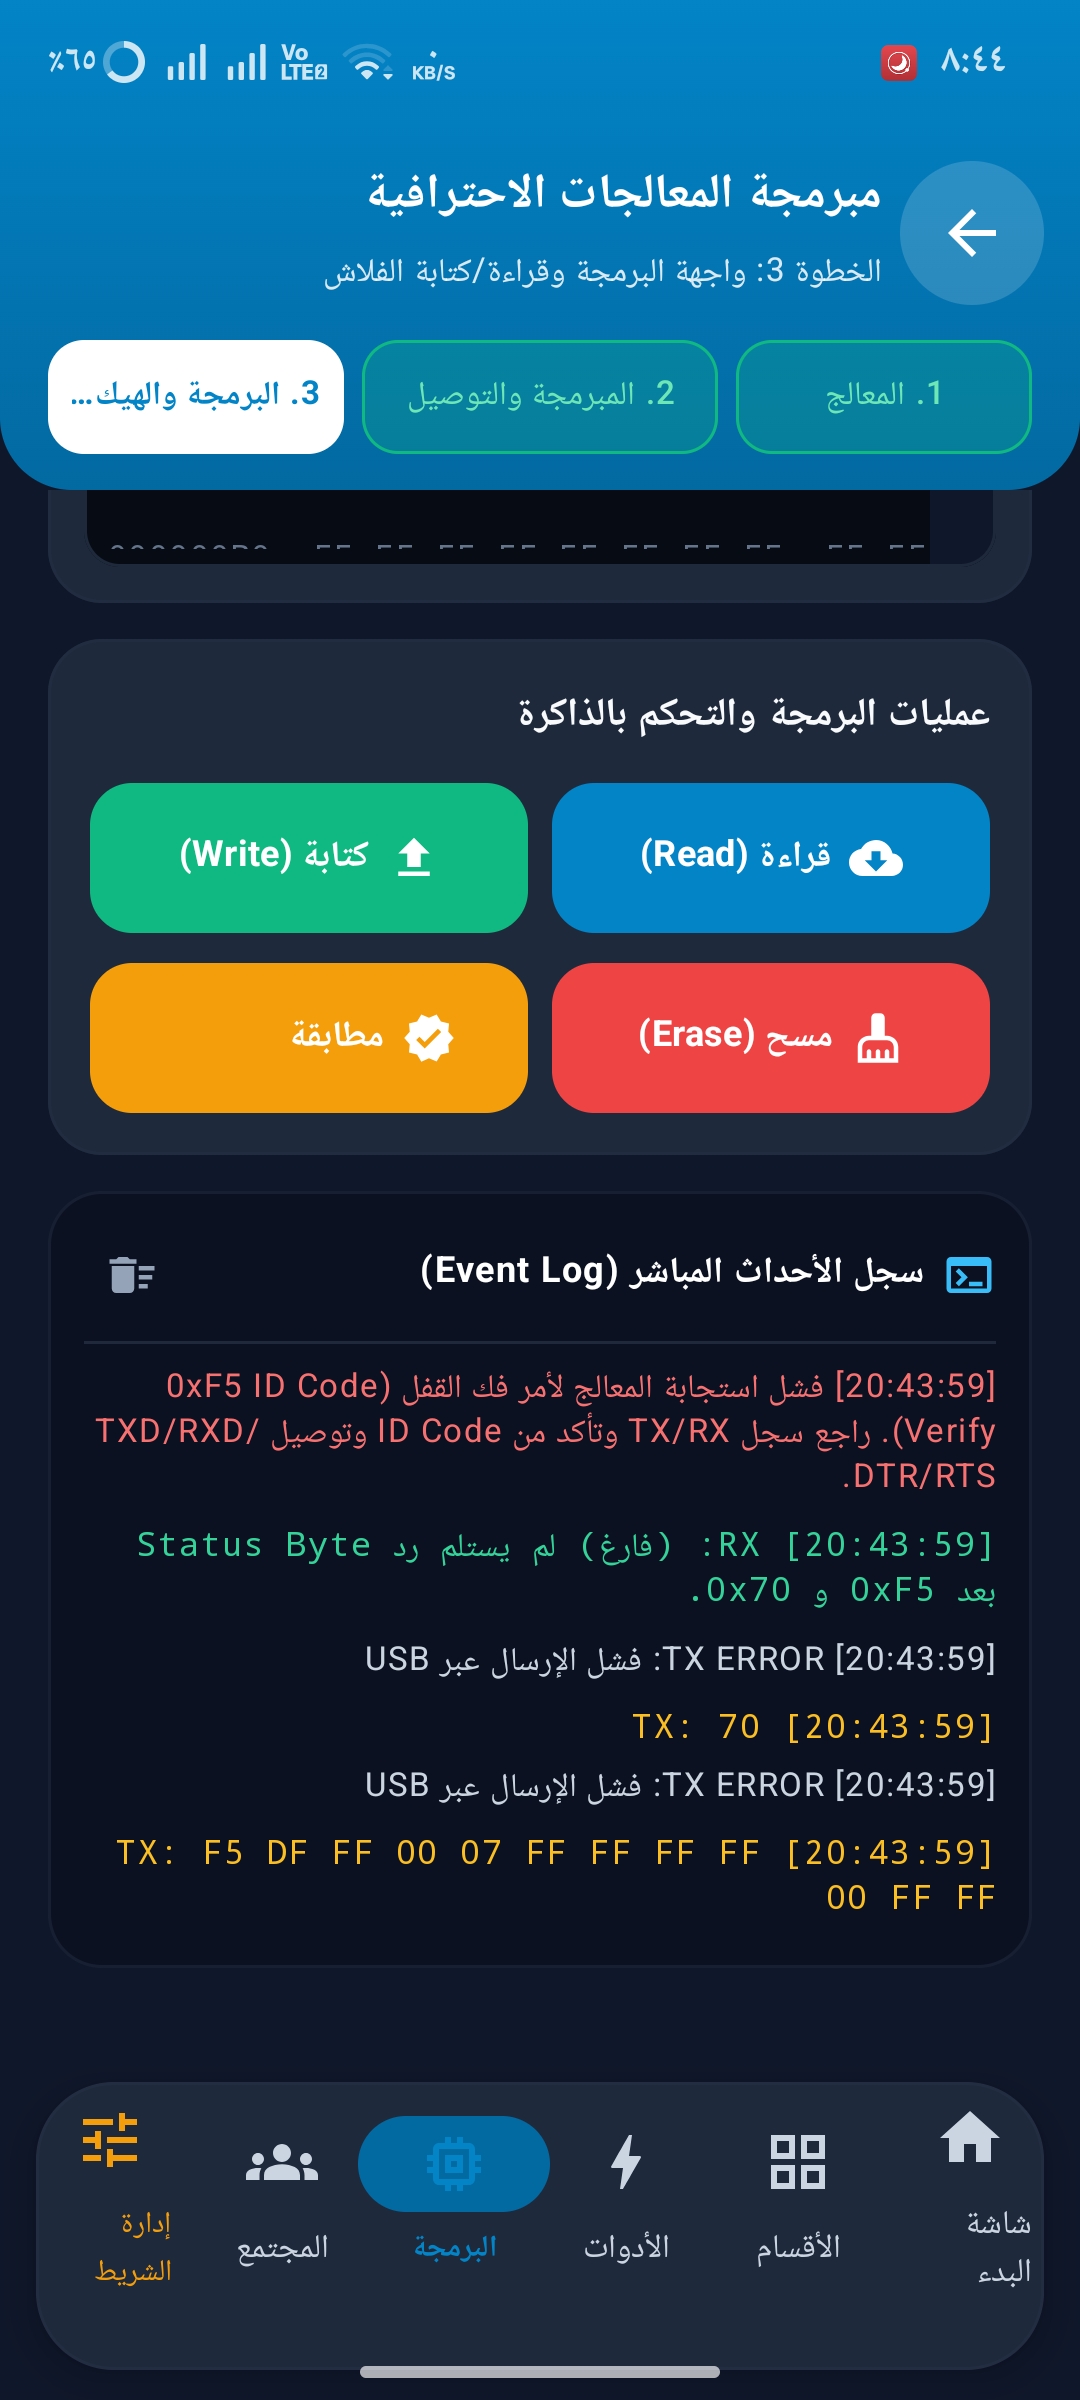 ٨:٤٤
KB/S
Vo LTE2
٪٦٥
مبرمجة المعالجات الاحترافية
الخطوة 3: واجهة البرمجة وقراءة/كتابة الفلاش
1. المعالج
2. المبرمجة والتوصيل
3. البرمجة والهيك...
عمليات البرمجة والتحكم بالذاكرة
قراءة (Read)
كتابة (Write)
مسح (Erase)
مطابقة
سجل الأحداث المباشر (Event Log)
[20:43:59] فشل استجابة المعالج لأمر فك القفل (0xF5 ID Code
Verify). راجع سجل TX/RX وتأكد من ID Code وتوصيل TXD/RXD/
DTR/RTS.
[20:43:59] RX: (فارغ) لم يستلم رد Status Byte
بعد 0xF5 و 0x70.
[20:43:59] TX ERROR: فشل الإرسال عبر USB
[20:43:59] TX: 70
[20:43:59] TX ERROR: فشل الإرسال عبر USB
[20:43:59] TX: F5 DF FF 00 07 FF FF FF FF
FF FF 00
شاشة
البدء
الأقسام
الأدوات
البرمجة
المجتمع
إدارة
الشريط